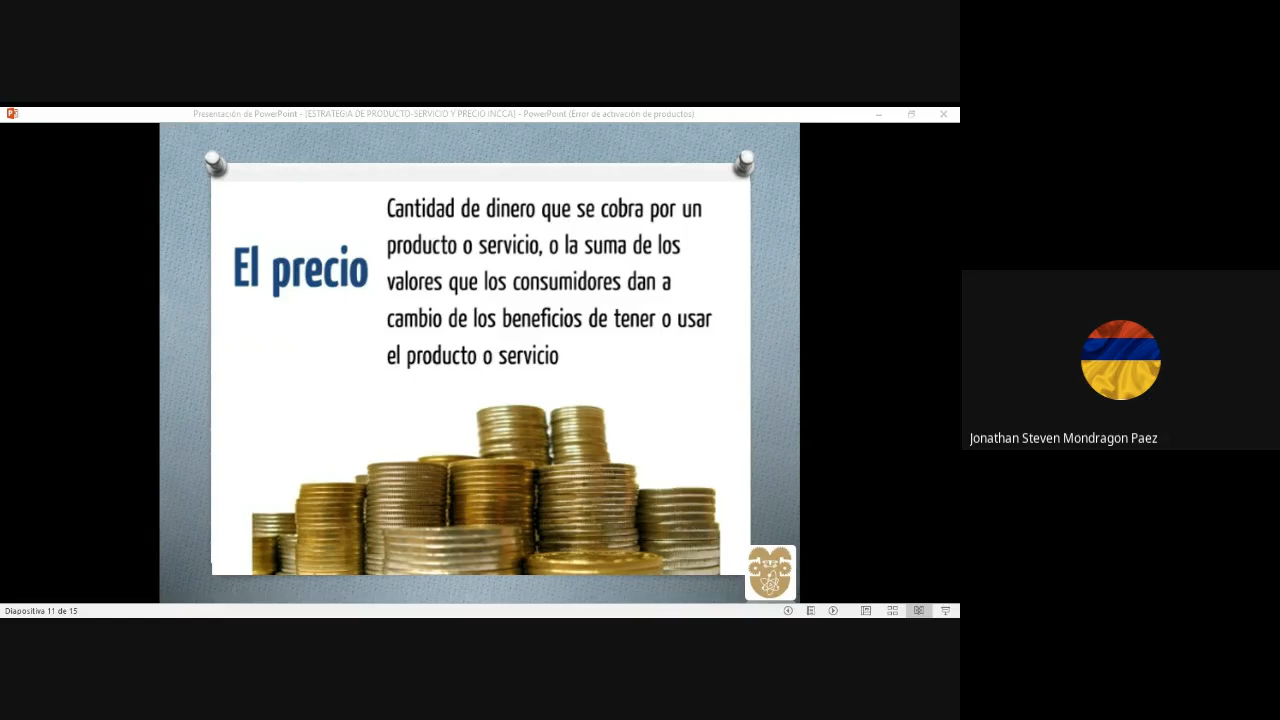 Presentación de PowerPoint - [ESTRATEGIA DE PRODUCTO-SERVICIO Y PRECIO INCCA] - PowerPoint (Error de activación de productos)
El precio
Cantidad de dinero que se cobra por un
producto o servicio, o la suma de los
valores que los consumidores dan a
cambio de los beneficios de tener o usar
el producto o servicio
Jonathan Steven Mondragon Paez
Diapositiva 11 de 15